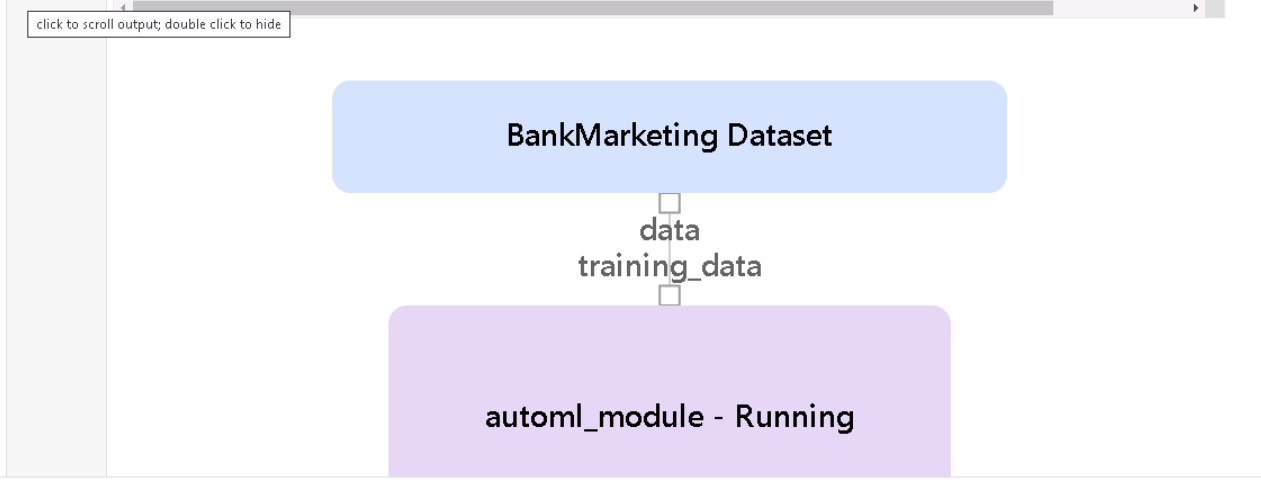 click to scroll output; double click to hide
BankMarketing Dataset
data
training_data
automl_module - Running